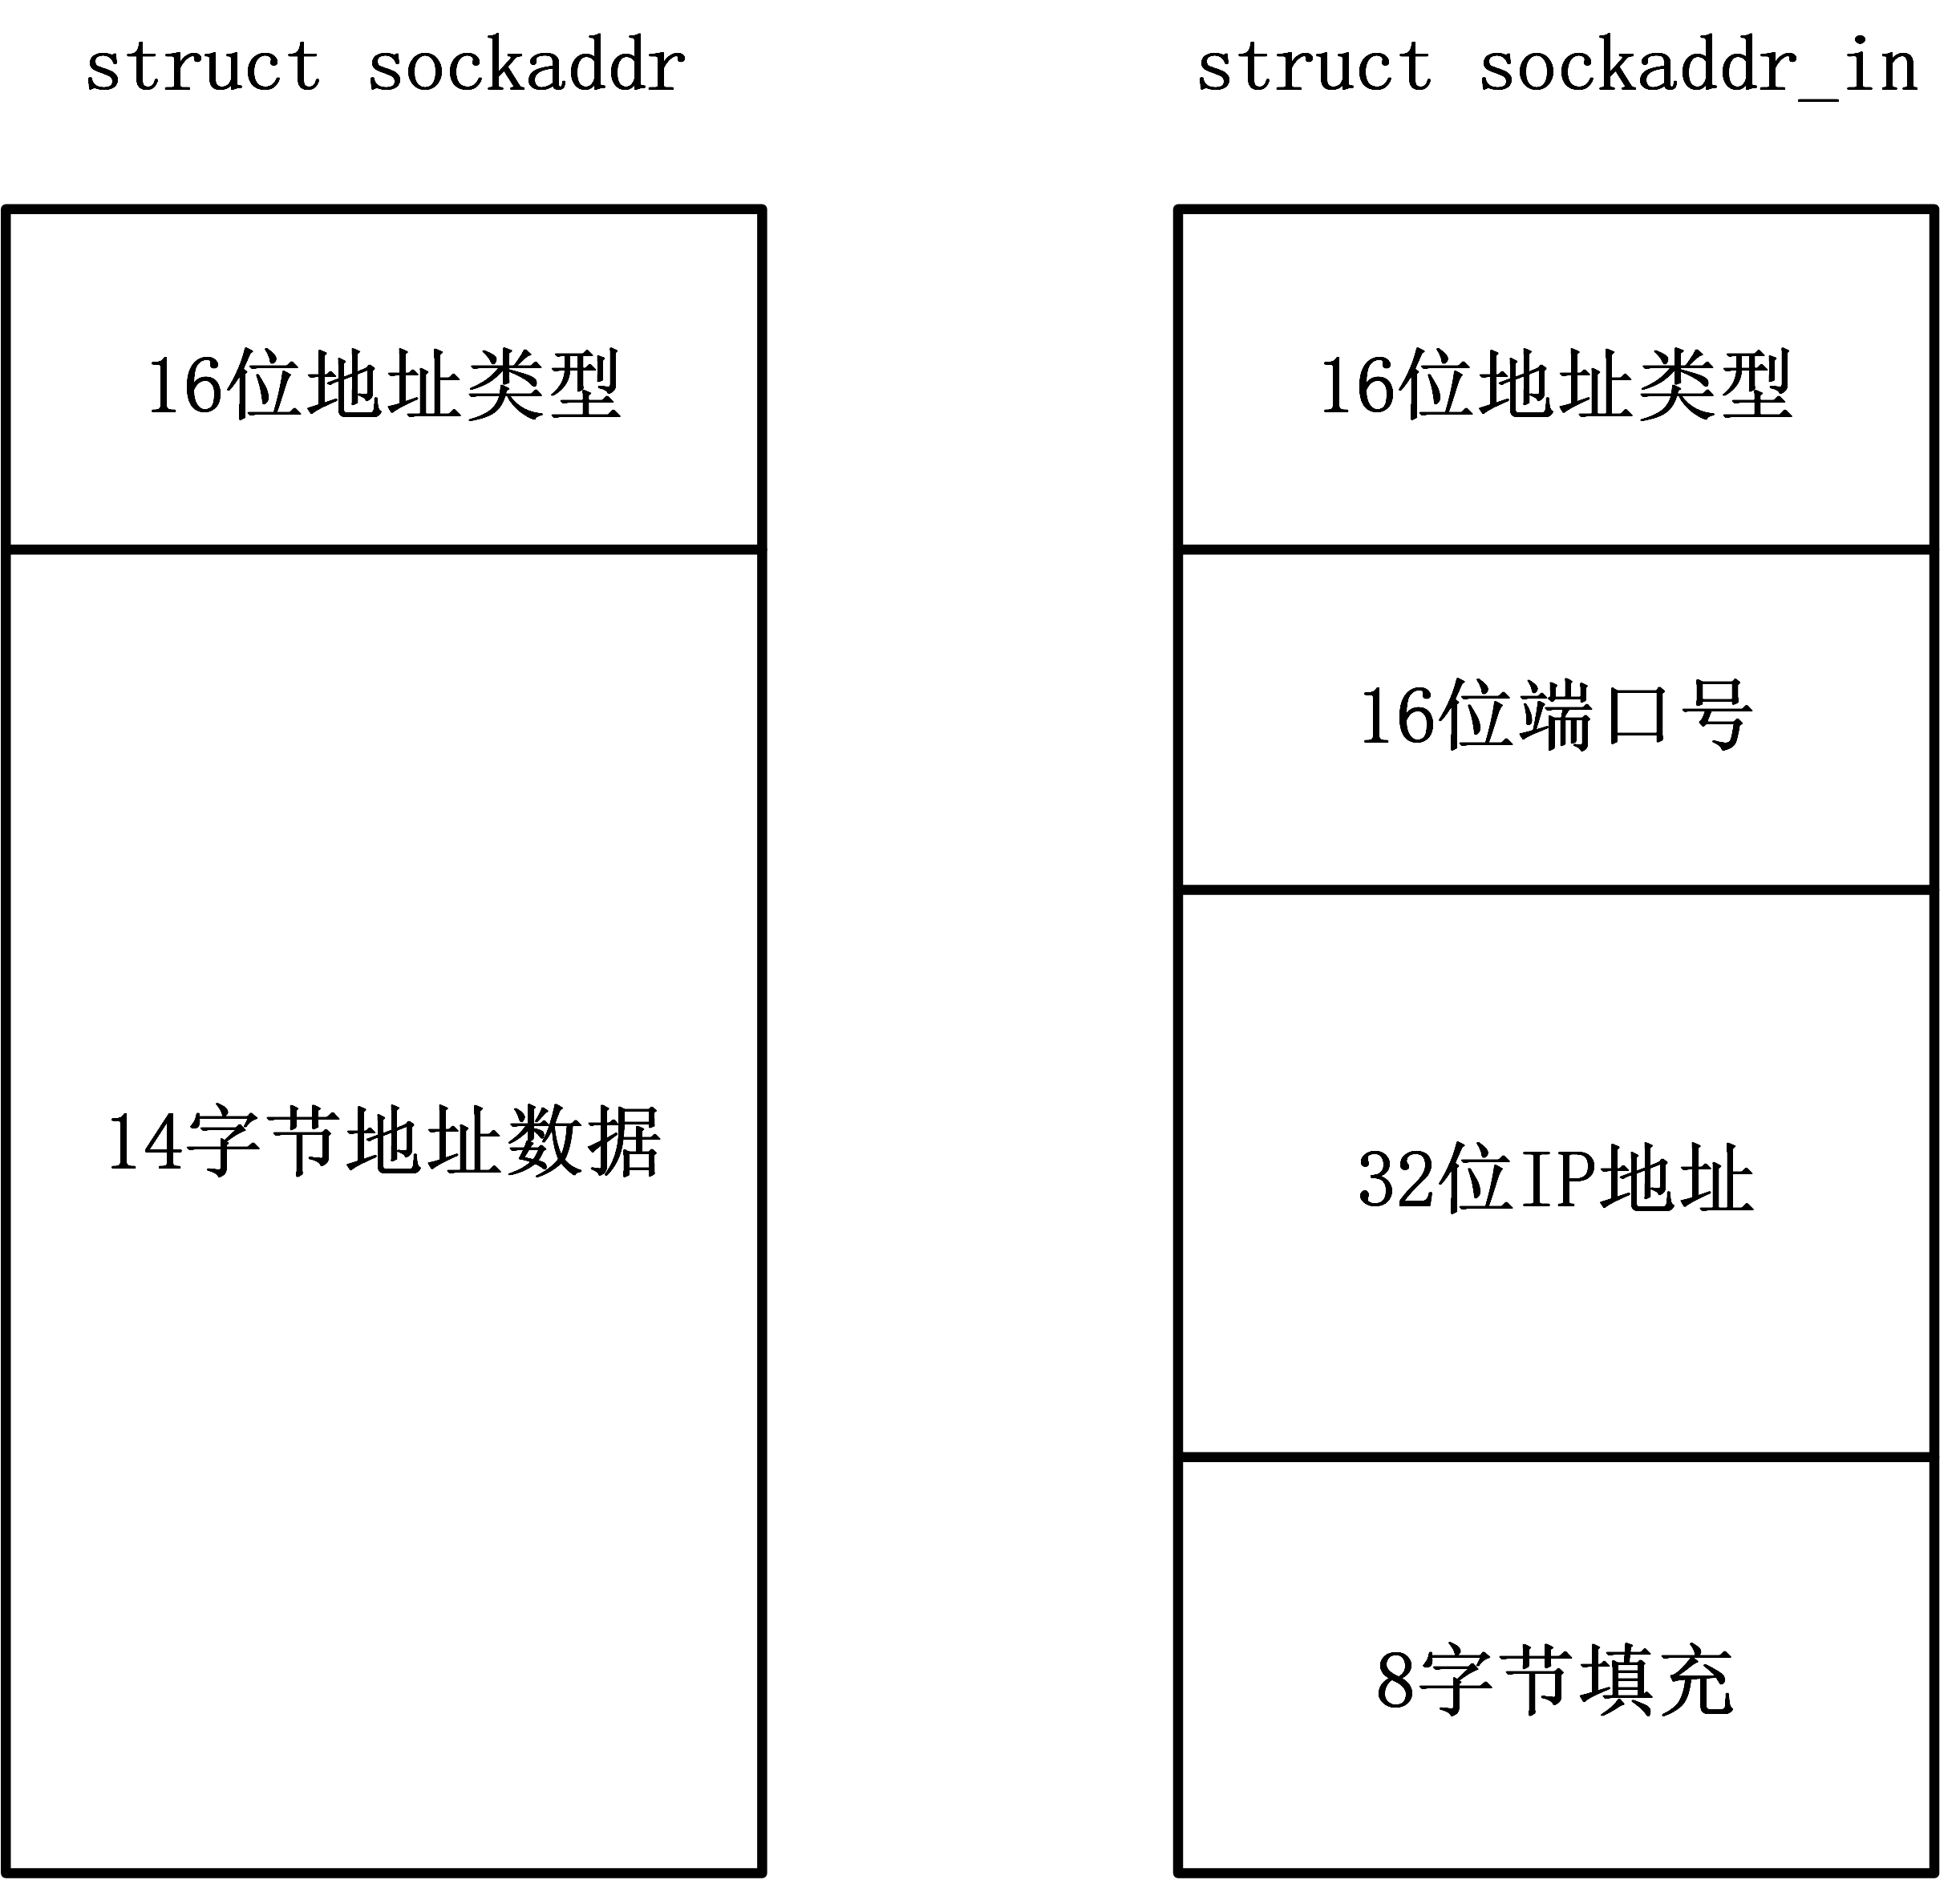 struct sockaddr
16位地址类型
14字节地址数据
struct sockaddr_in
16位地址类型
16位端口号
32位IP地址
8字节填充